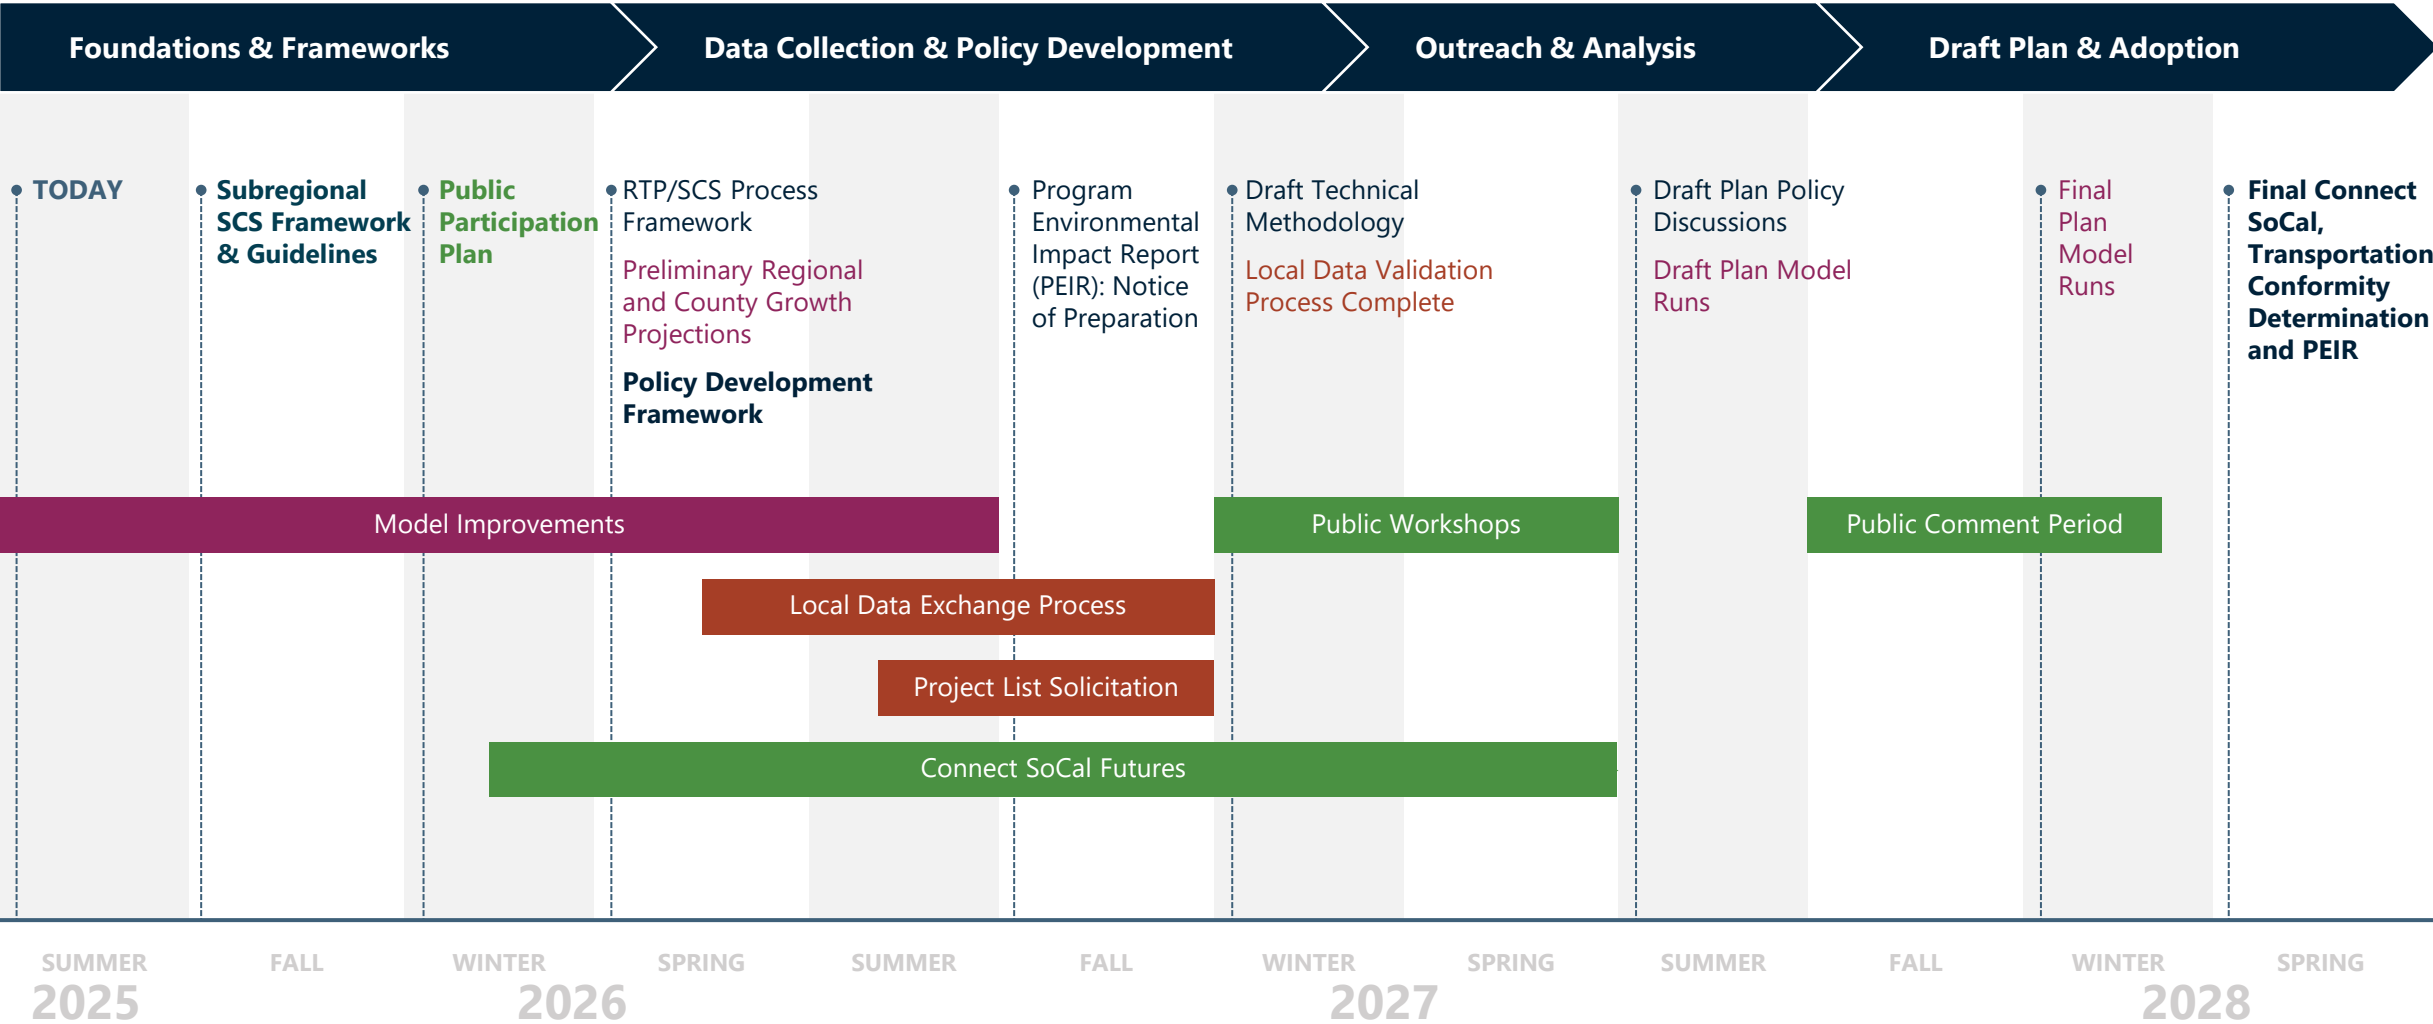 Foundations & Frameworks
Data Collection & Policy Development
Outreach & Analysis
Draft Plan & Adoption
TODAY
Subregional
SCS Framework
& Guidelines
Public
Participation
Plan
RTP/SCS Process
Framework
Preliminary Regional
and County Growth
Projections
Policy Development
Framework
Program
Environmental
Impact Report
(PEIR): Notice
of Preparation
Draft Technical
Methodology
Local Data Validation
Process Complete
Draft Plan Policy
Discussions
Draft Plan Model
Runs
Final
Plan
Model
Runs
Final Connect
SoCal,
Transportation
Conformity
Determination
and PEIR
Model Improvements
Public Workshops
Public Comment Period
Local Data Exchange Process
Project List Solicitation
Connect SoCal Futures
SUMMER
FALL
WINTER
SPRING
SUMMER
FALL
WINTER
SPRING
SUMMER
FALL
WINTER
SPRING
2025
2026
2027
2028